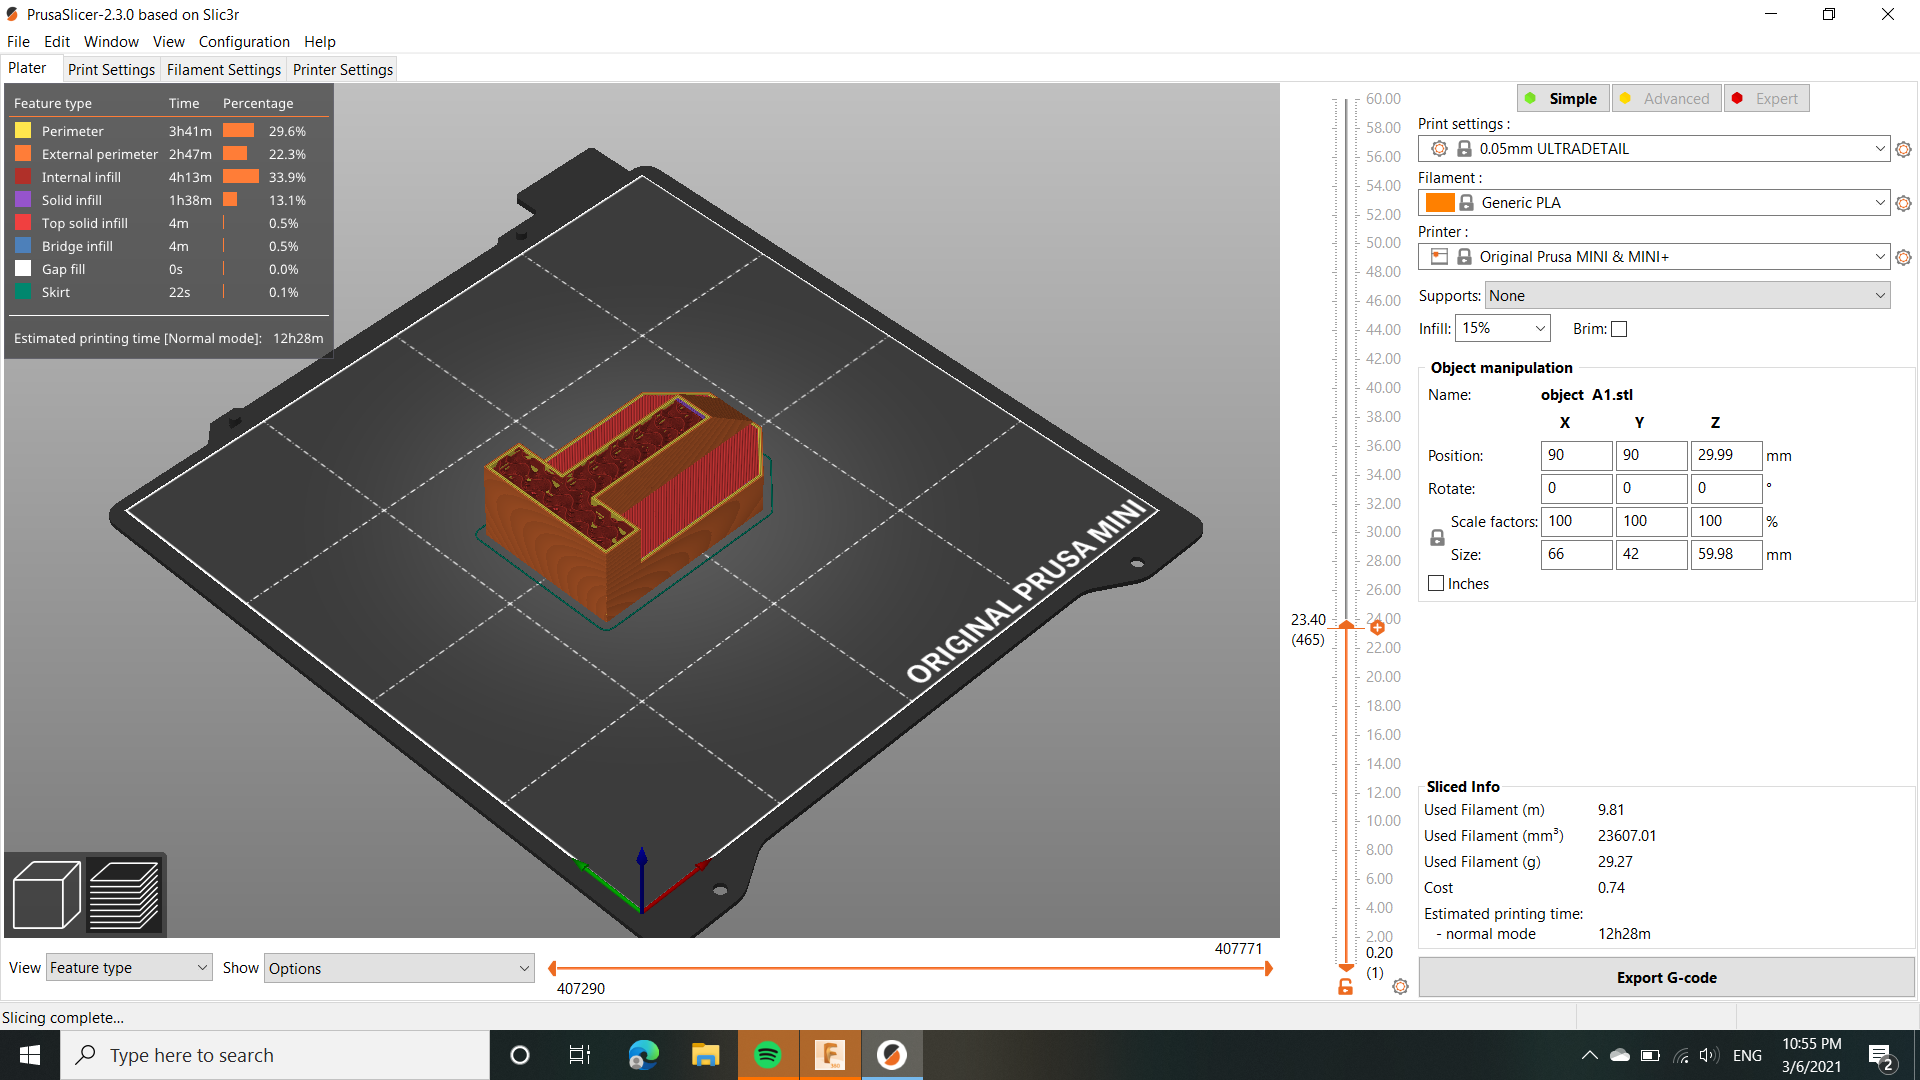 PrusaSlicer-2.3.0 based on Slic3r
File Edit Window View Configuration Help
Plater Print Settings Filament Settings Printer Settings
Feature type Time Percentage
Perimeter 3h41m 29.6%
External perimeter 2h47m 22.3%
Internal infill 4h13m 33.9%
Solid infill 1h38m 13.1%
Top solid infill 4m 0.5%
Bridge infill 4m 0.5%
Gap fill 0s 0.0%
Skirt 22s 0.1%
Estimated printing time [Normal mode]: 12h28m
ORIGINAL PRUSA MINI
60.00
58.00
56.00
54.00
52.00
50.00
48.00
46.00
44.00
42.00
40.00
38.00
36.00
34.00
32.00
30.00
28.00
26.00
24.00
23.40
(465)
22.00
20.00
18.00
16.00
14.00
12.00
10.00
8.00
6.00
4.00
2.00
0.20
(1)
Simple Advanced Expert
Print settings :
0.05mm ULTRADETAIL
Filament :
Generic PLA
Printer :
Original Prusa MINI & MINI+
Supports: None
Infill: 15% Brim:
Object manipulation
Name: object A1.stl
X Y Z
Position: 90 90 29.99 mm
Rotate: 0 0 0 °
Scale factors: 100 100 100 %
Size: 66 42 59.98 mm
Inches
Sliced Info
Used Filament (m) 9.81
Used Filament (mm³) 23607.01
Used Filament (g) 29.27
Cost 0.74
Estimated printing time:
- normal mode 12h28m
Export G-code
View Feature type Show Options
407771
407290
Slicing complete...
Type here to search
ENG
10:55 PM
3/6/2021
2